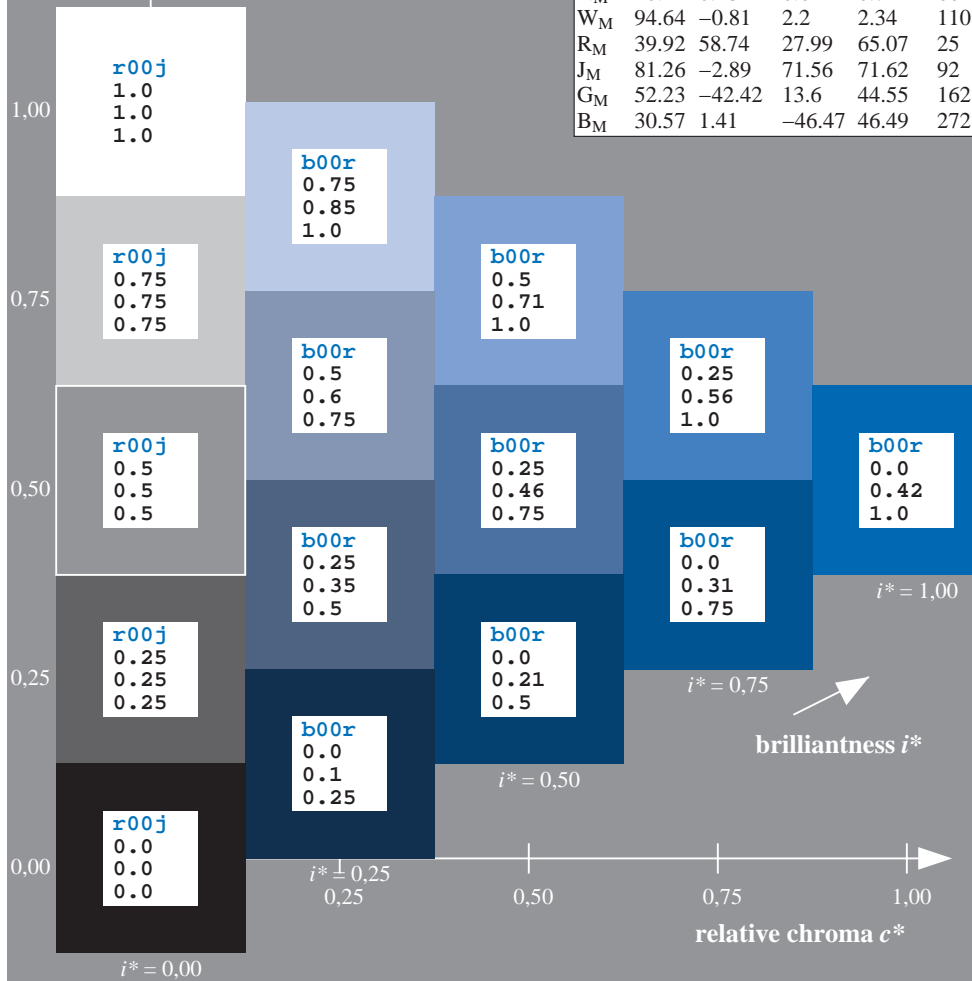 W_M 94.64 −0.81 2.2 2.34 110
R_M 39.92 58.74 27.99 65.07 25
J_M 81.26 −2.89 71.56 71.62 92
G_M 52.23 −42.42 13.6 44.55 162
B_M 30.57 1.41 −46.47 46.49 272
1,00
0,75
0,50
0,25
0,00
r00j
1.0
1.0
1.0
r00j
0.75
0.75
0.75
r00j
0.5
0.5
0.5
r00j
0.25
0.25
0.25
r00j
0.0
0.0
0.0
i* = 0,00
b00r
0.75
0.85
1.0
b00r
0.5
0.6
0.75
b00r
0.25
0.35
0.5
b00r
0.0
0.1
0.25
i* = 0,25
b00r
0.5
0.71
1.0
b00r
0.25
0.46
0.75
b00r
0.0
0.21
0.5
i* = 0,50
b00r
0.25
0.56
1.0
b00r
0.0
0.31
0.75
i* = 0,75
b00r
0.0
0.42
1.0
i* = 1,00
brilliantness i*
0,25 0,50 0,75 1,00
relative chroma c*